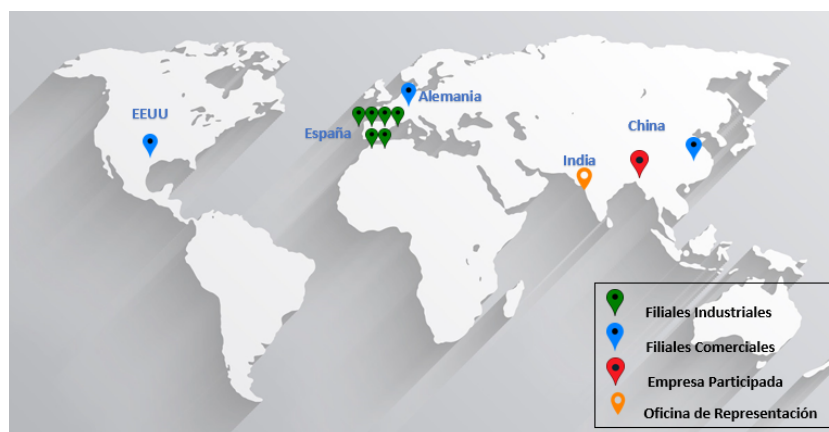 EEUU
Alemania
España
China
India
Filiales Industriales
Filiales Comerciales
Empresa Participada
Oficina de Representación